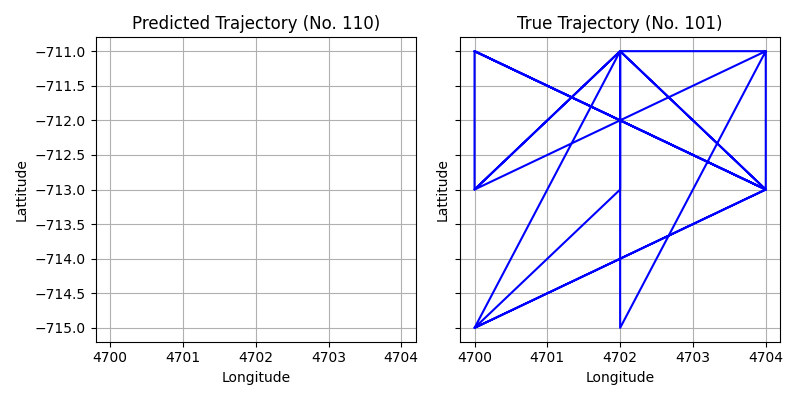 Predicted Trajectory (No. 110)
−711.0
−711.5
−712.0
−712.5
−713.0
−713.5
−714.0
−714.5
−715.0
Lattitude
4700 4701 4702 4703 4704
Longitude
True Trajectory (No. 101)
Lattitude
4700 4701 4702 4703 4704
Longitude